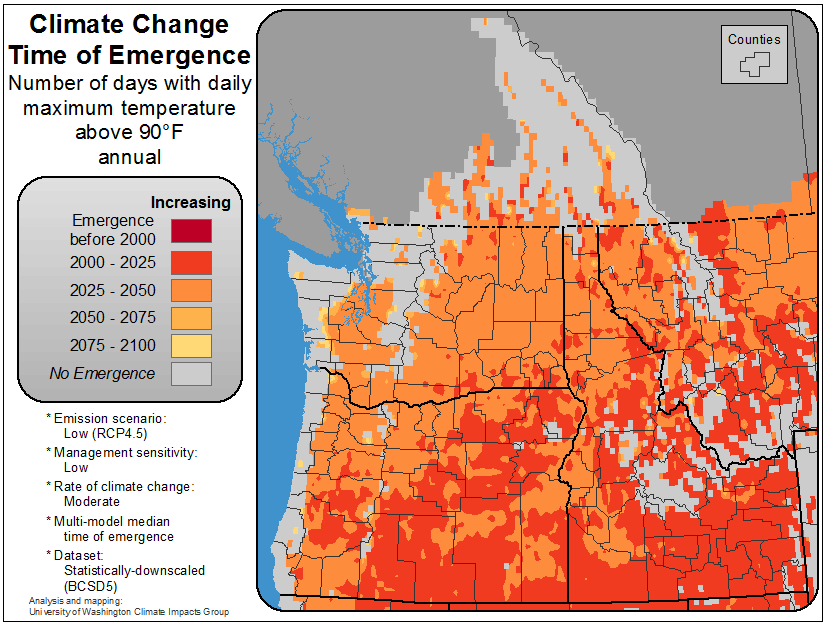 Climate Change
Time of Emergence
Number of days with daily
maximum temperature
above 90°F
annual
Increasing
Emergence
before 2000
2000 - 2025
2025 - 2050
2050 - 2075
2075 - 2100
No Emergence
* Emission scenario:
Low (RCP4.5)
* Management sensitivity:
Low
* Rate of climate change:
Moderate
* Multi-model median
time of emergence
* Dataset:
Statistically-downscaled
(BCSD5)
Analysis and mapping:
University of Washington Climate Impacts Group
Counties